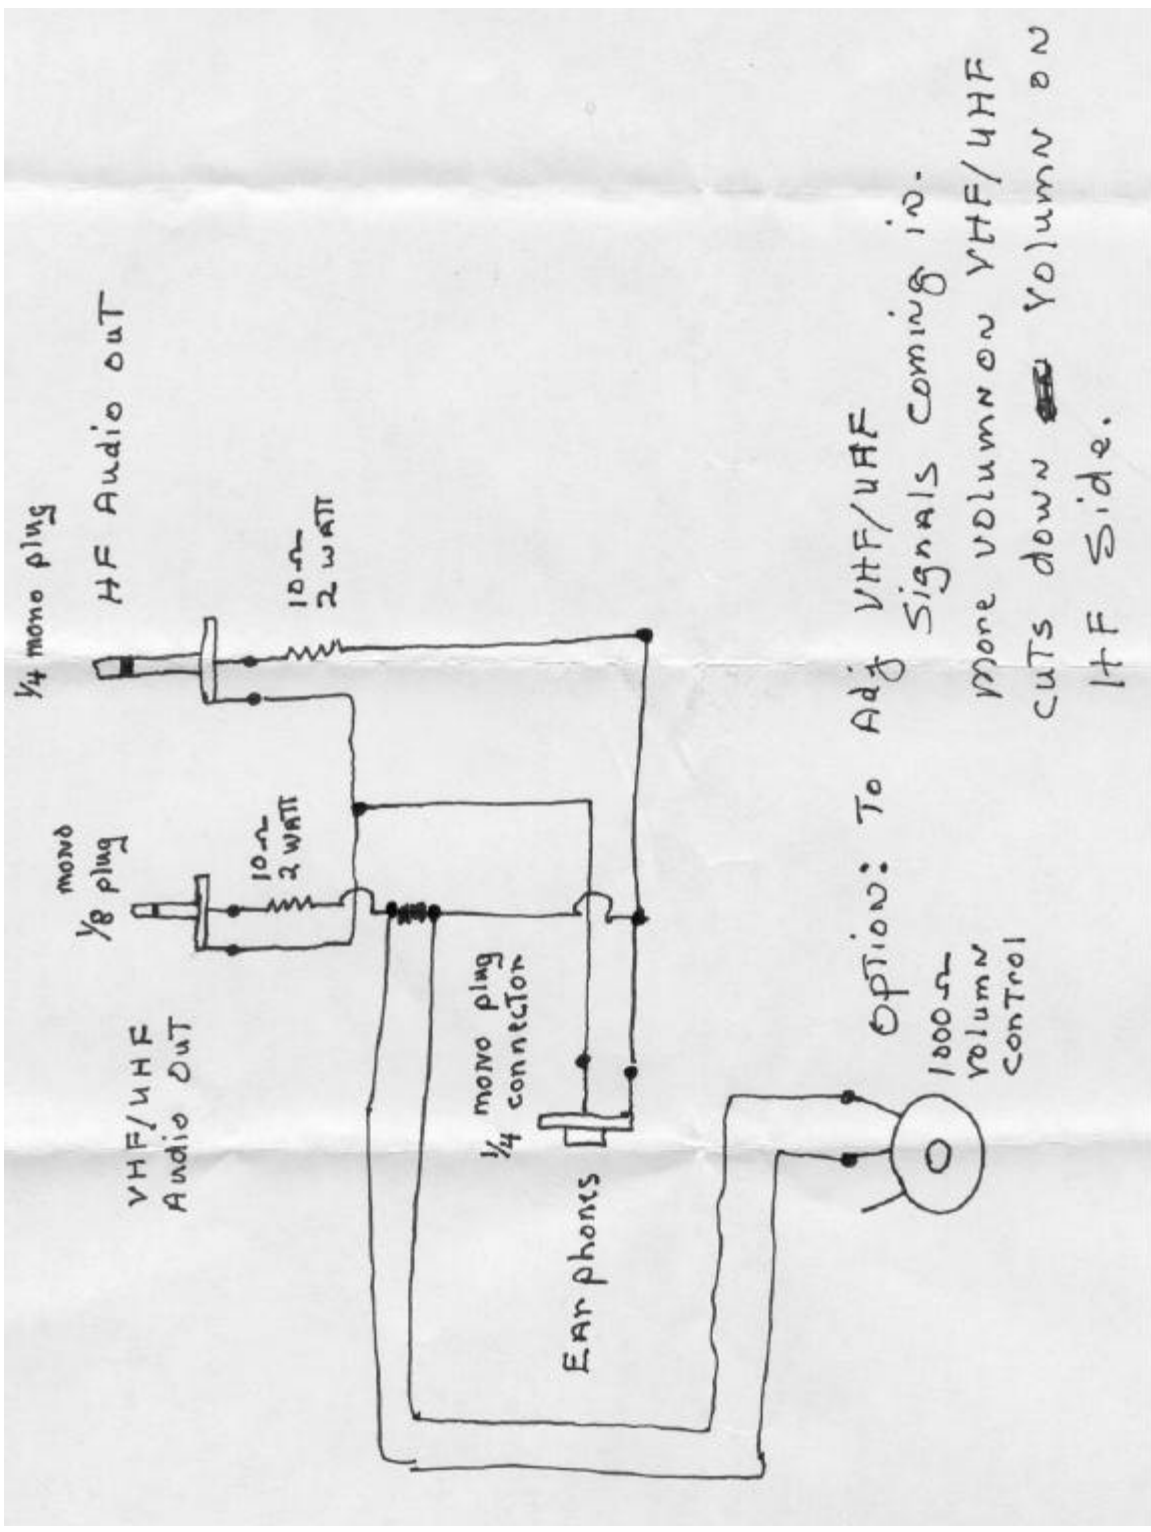 ¼ mono plug
HF Audio ouT
10Ω
2 WATT
mono
⅛ plug
10Ω
2 WATT
VHF/UHF
Audio OuT
¼ mono plug
connecTor
EArphones
OpTion: To Adj VHF/UHF
SignAls coming in.
more volumn on VHF/UHF
cuTs down Volumn on
HF Side.
1000Ω
Volumn
conTrol